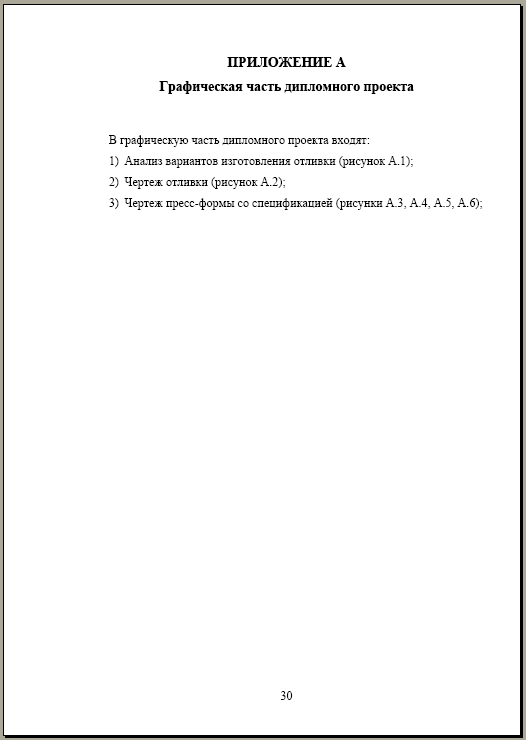 ПРИЛОЖЕНИЕ А
Графическая часть дипломного проекта
В графическую часть дипломного проекта входят:
1) Анализ вариантов изготовления отливки (рисунок А.1);
2) Чертеж отливки (рисунок А.2);
3) Чертеж пресс-формы со спецификацией (рисунки А.3, А.4, А.5, А.6);
30